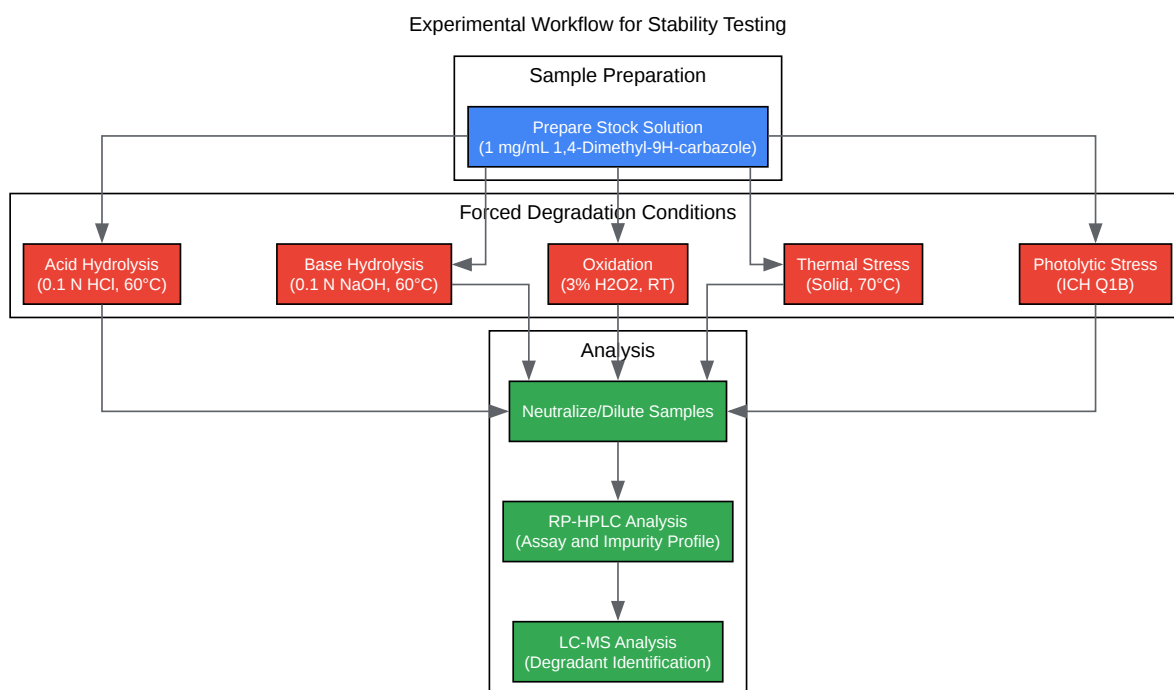 Experimental Workflow for Stability Testing
Sample Preparation
Prepare Stock Solution
(1 mg/mL 1,4-Dimethyl-9H-carbazole)
Forced Degradation Conditions
Acid Hydrolysis
(0.1 N HCl, 60°C)
Base Hydrolysis
(0.1 N NaOH, 60°C)
Oxidation
(3% H2O2, RT)
Thermal Stress
(Solid, 70°C)
Photolytic Stress
(ICH Q1B)
Analysis
Neutralize/Dilute Samples
RP-HPLC Analysis
(Assay and Impurity Profile)
LC-MS Analysis
(Degradant Identification)